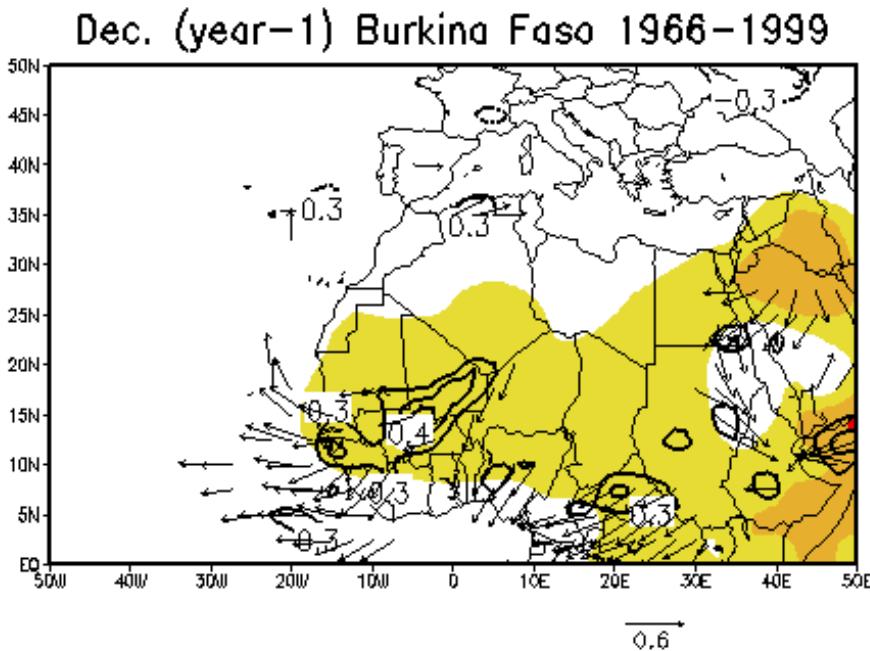 Dec. (year-1) Burkina Faso 1966-1999
50N
-0.3
45N
40N
35N
0.3
0.3
30N
25N
20N
15N
0.3
0.4
10N
0.3
5N
0.3
0.3
EQ
50W 40W 30W 20W 10W 0 10E 20E 30E 40E 50E
0.6